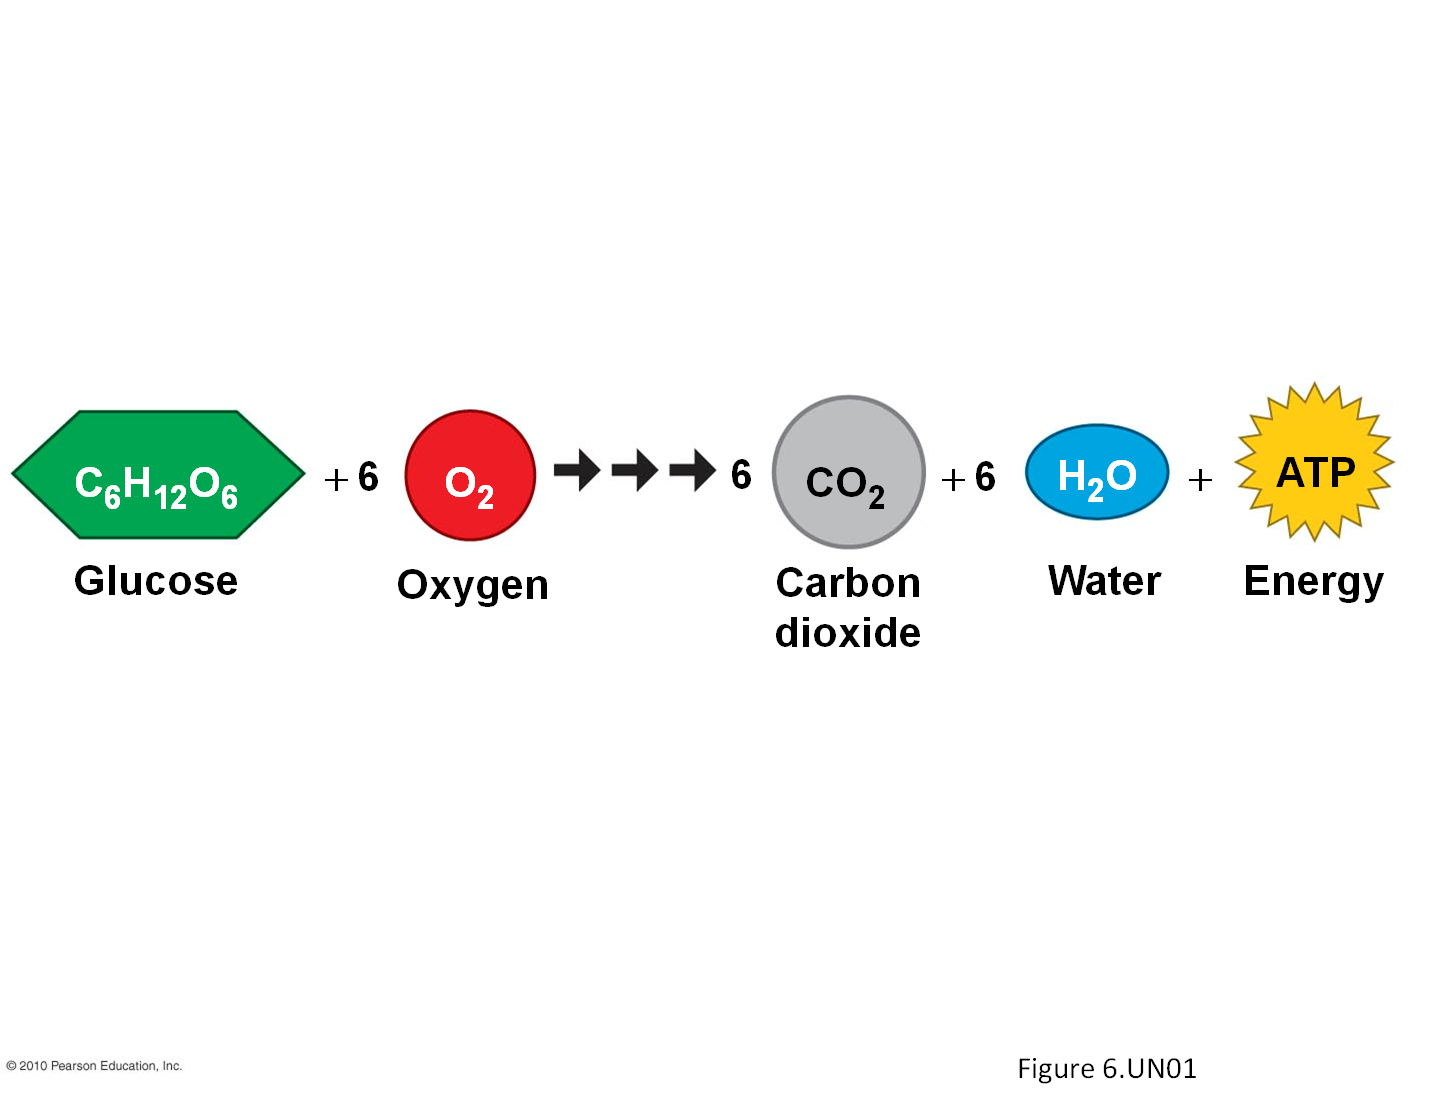 C₆H₁₂O₆ + 6 O₂ 6 CO₂ + 6 H₂O + ATP
Glucose Oxygen Carbon dioxide Water Energy
© 2010 Pearson Education, Inc.
Figure 6.UN01